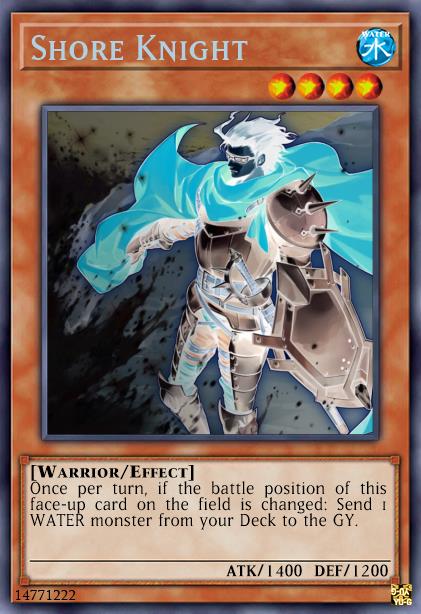 Shore Knight
WATER
水
[Warrior/Effect]
Once per turn, if the battle position of this
face-up card on the field is changed: Send 1
WATER monster from your Deck to the GY.
ATK/1400 DEF/1200
14771222